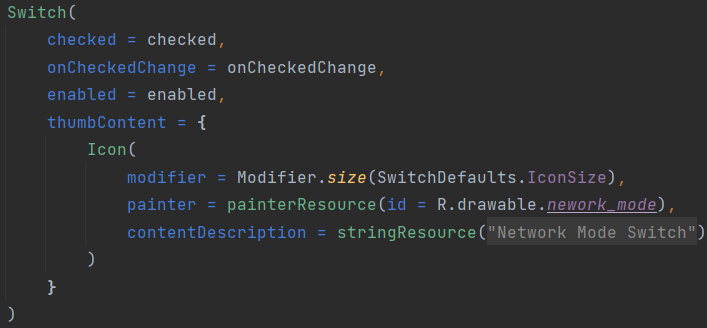 Switch(
checked = checked,
onCheckedChange = onCheckedChange,
enabled = enabled,
thumbContent = {
Icon(
modifier = Modifier.size(SwitchDefaults.IconSize),
painter = painterResource(id = R.drawable.nework_mode),
contentDescription = stringResource("Network Mode Switch")
)
}
)